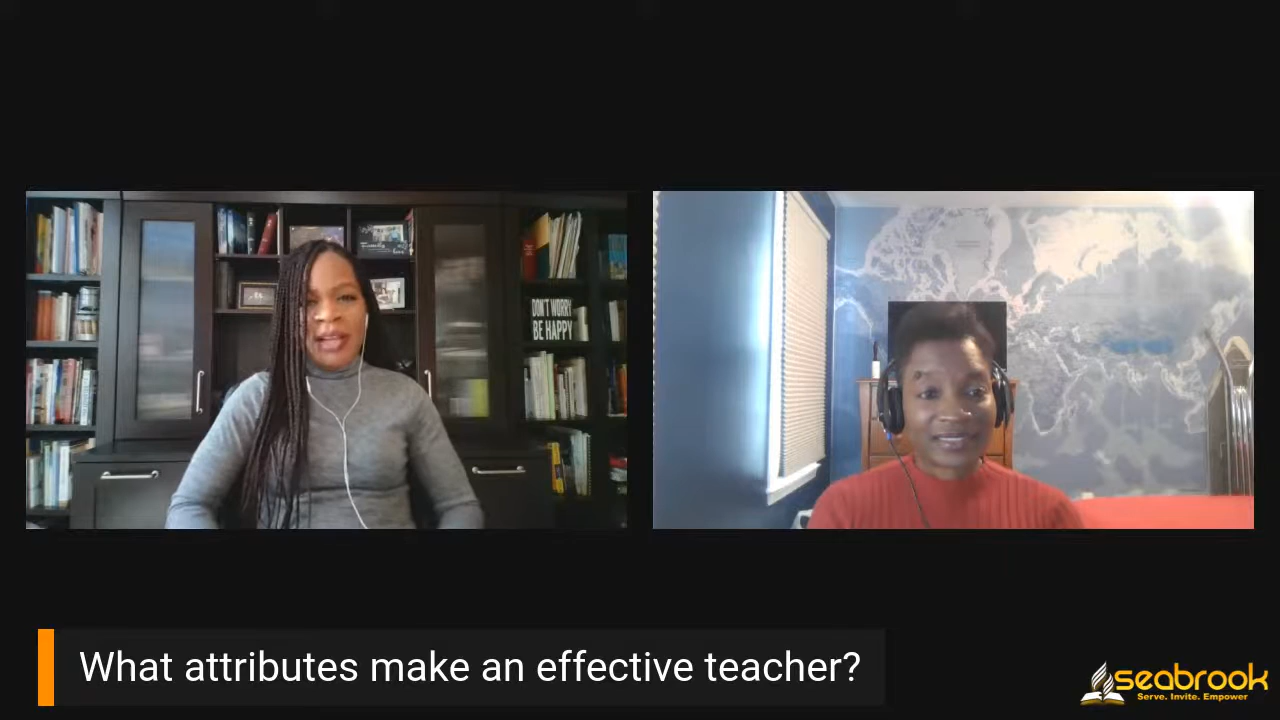 DON'T WORRY
BE HAPPY
What attributes make an effective teacher?
seabrook
Serve. Invite. Empower